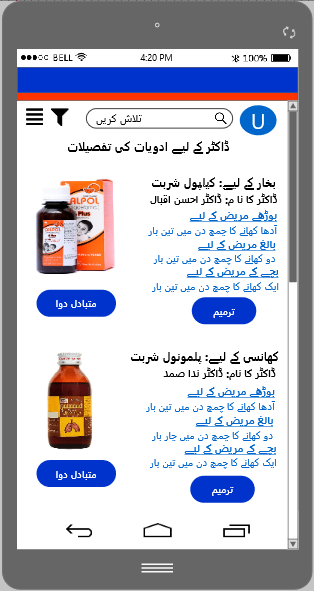 BELL 4:20 PM 100%
تلاش کریں
U
ڈاکٹر کے لیے ادویات کی تفصیلات
بخار کے لیے: کیلپول شربت
ڈاکٹر کا نا م: ڈاکٹر احسن اقبال
بوڑھے مریض کے لیے
آدھا کھانے کا چمچ دن میں تین بار
بالغ مریض کے لیے
دو کھانے کا چمچ دن میں تین بار
بچے کے مریض کے لیے
ایک کھانے کا چمچ دن میں تین بار
متبادل دوا
ترمیم
کھانسی کے لیے: پلمونول شربت
ڈاکٹر کا نام: ڈاکٹر ندا صمد
بوڑھے مریض کے لیے
آدھا کھانے کا چمچ دن میں تین بار
بالغ مریض کے لیے
دو کھانے کا چمچ دن میں چار بار
بچے کے مریض کے لیے
ایک کھانے کا چمچ دن میں تین بار
متبادل دوا
ترمیم